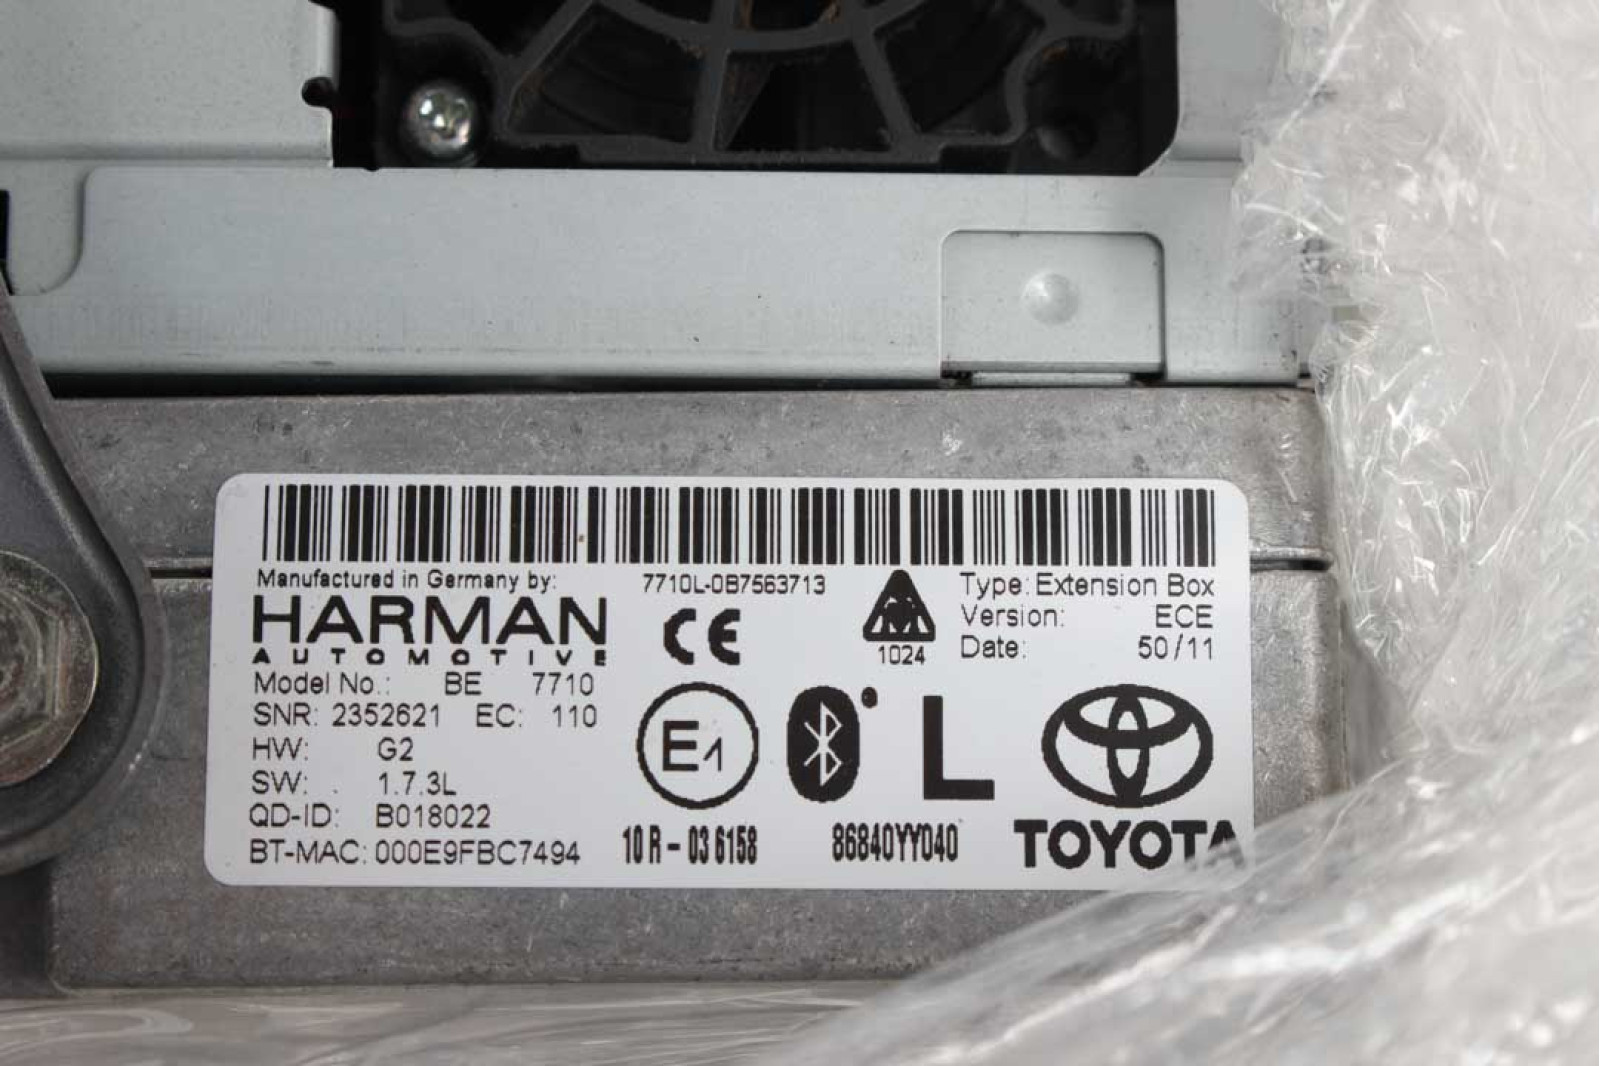 Manufactured in Germany by:
HARMAN
AUTOMOTIVE
Model No.: BE 7710
SNR: 2352621 EC: 110
HW: G2
SW: . 1.7.3L
QD-ID: B018022
BT-MAC: 000E9FBC7494
7710L-0B7563713
CE
E1
10 R - 03 6158
1024
Type: Extension Box
Version: ECE
Date: 50/11
L
86840YY040
TOYOTA